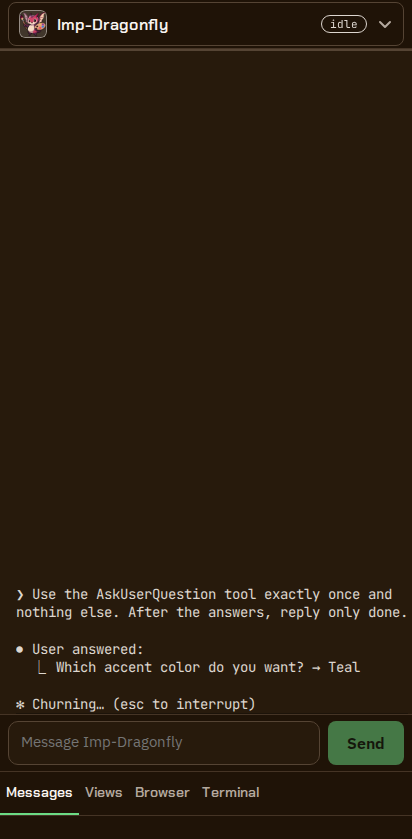 Imp-Dragonfly
idle
❯ Use the AskUserQuestion tool exactly once and
nothing else. After the answers, reply only done.
● User answered:
⎿ Which accent color do you want? → Teal
✻ Churning… (esc to interrupt)
Message Imp-Dragonfly
Send
Messages Views Browser Terminal